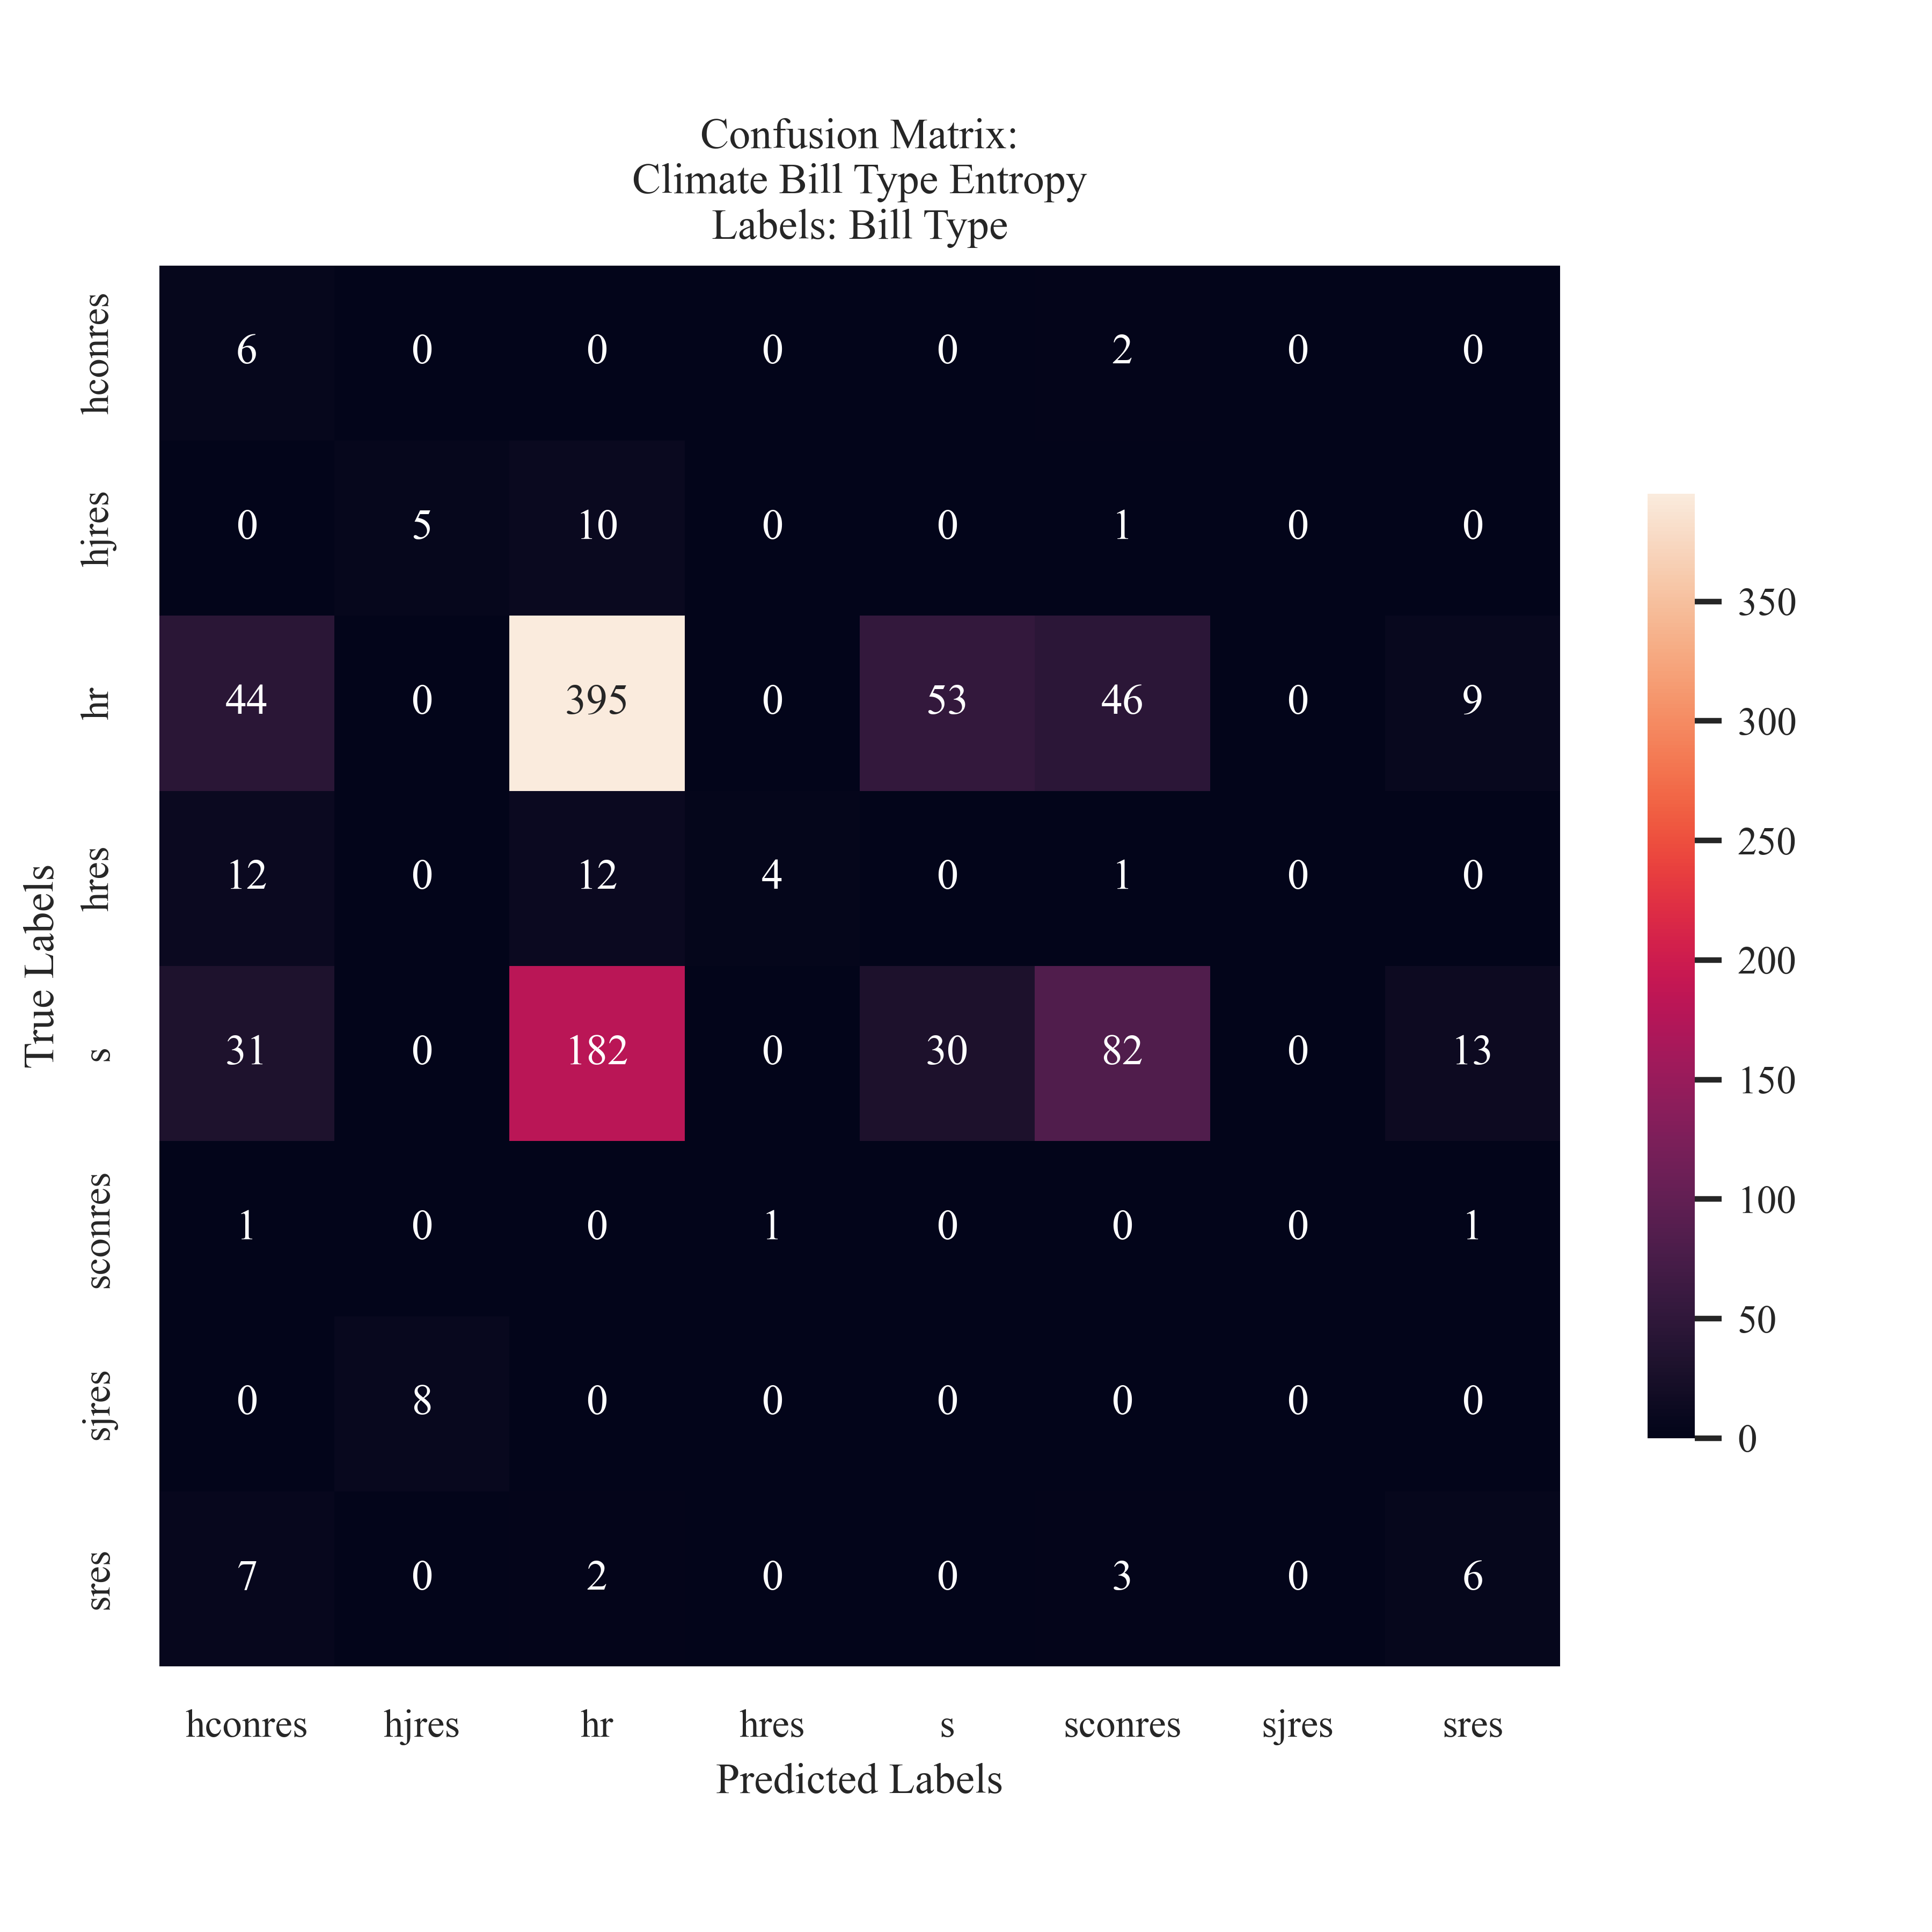 Confusion Matrix:
Climate Bill Type Entropy
Labels: Bill Type
True Labels
hconres 6 0 0 0 0 2 0 0
hjres 0 5 10 0 0 1 0 0
hr 44 0 395 0 53 46 0 9
hres 12 0 12 4 0 1 0 0
s 31 0 182 0 30 82 0 13
sconres 1 0 0 1 0 0 0 1
sjres 0 8 0 0 0 0 0 0
sres 7 0 2 0 0 3 0 6
hconres hjres hr hres s sconres sjres sres
Predicted Labels
350
300
250
200
150
100
50
0